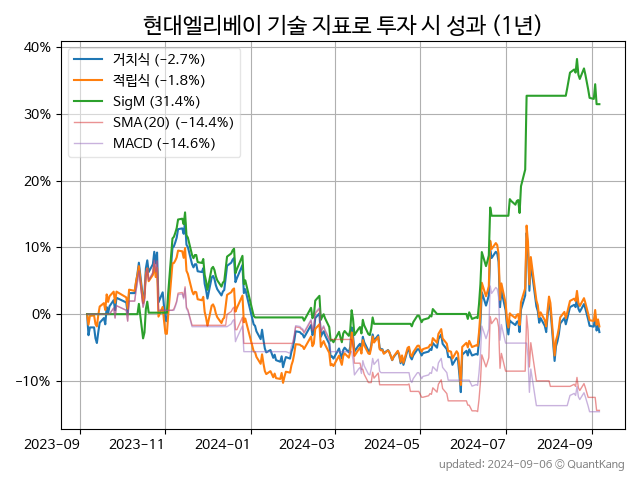 현대엘리베이 기술 지표로 투자 시 성과 (1년)
거치식 (−2.7%)
적립식 (−1.8%)
SigM (31.4%)
SMA(20) (−14.4%)
MACD (−14.6%)
40%
30%
20%
10%
0%
−10%
2023−09 2023−11 2024−01 2024−03 2024−05 2024−07 2024−09
updated: 2024−09−06 © QuantKang